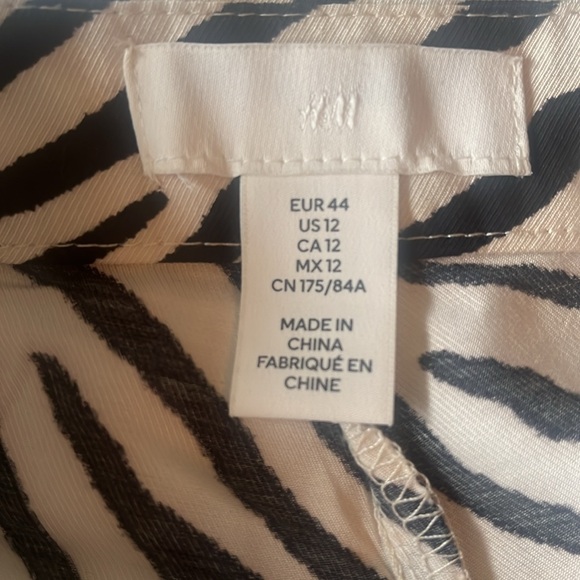 H&M
EUR 44
US 12
CA 12
MX 12
CN 175/84A
MADE IN
CHINA
FABRIQUÉ EN
CHINE